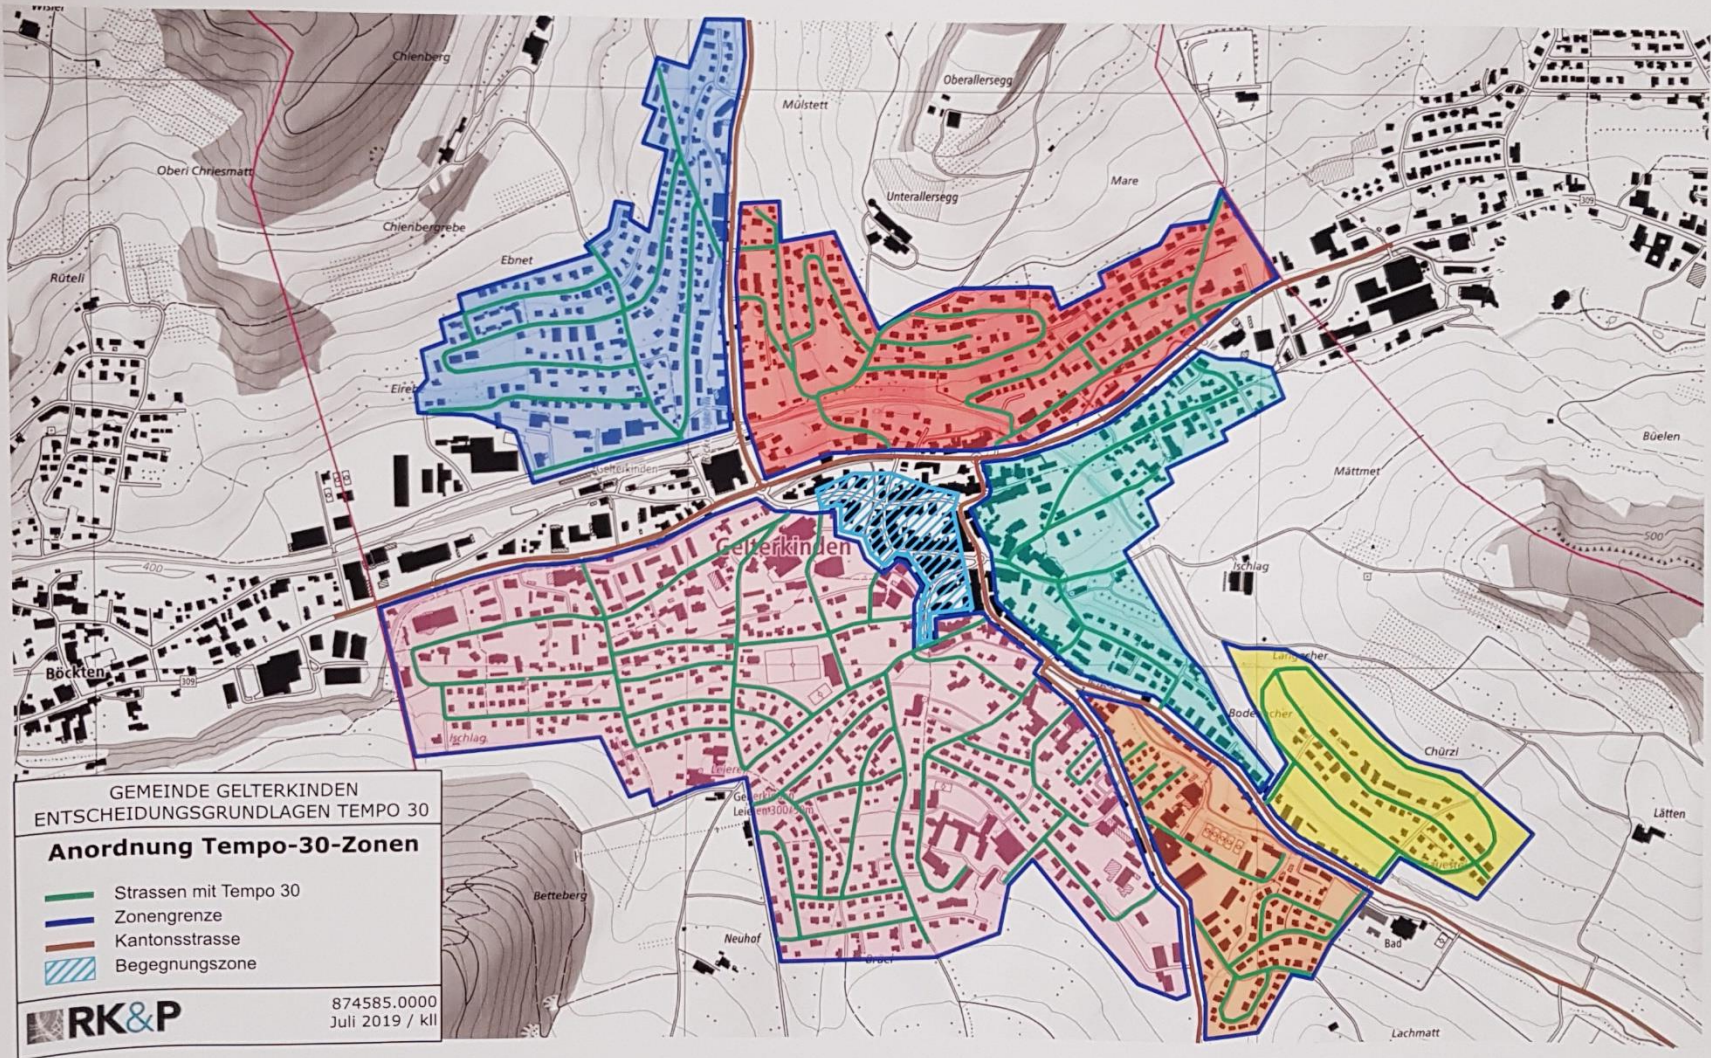 Chienberg
Oberallersegg
Mülstett
Oberi Chriesmatt
Mare
Unterallersegg
309
Chienbergrebe
Ebnet
Rüteli
Büelen
Mättmet
Gelterkinden
500
Gelterkinden
400
Ischlag
Böckten
309
Ischlag
Chürzi
Betteberg
Neuhof
Lätten
Bad
Lachmatt
GEMEINDE GELTERKINDEN
ENTSCHEIDUNGSGRUNDLAGEN TEMPO 30
Anordnung Tempo-30-Zonen
Strassen mit Tempo 30
Zonengrenze
Kantonsstrasse
Begegnungszone
RK&P
874585.0000
Juli 2019 / kll